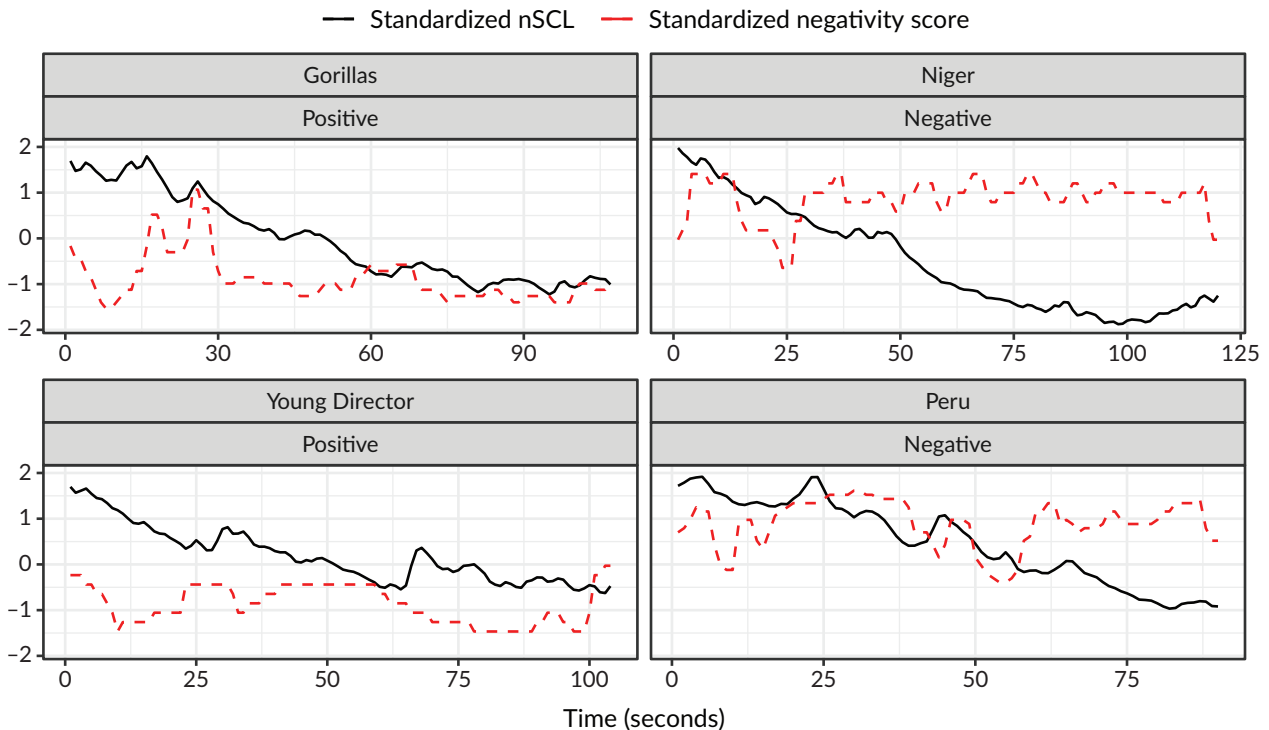 Standardized nSCL Standardized negativity score
Gorillas Niger
Positive Negative
2
1
0
−1
−2
0 30 60 90 0 25 50 75 100 125
Young Director Peru
Positive Negative
2
1
0
−1
−2
0 25 50 75 100 0 25 50 75
Time (seconds)